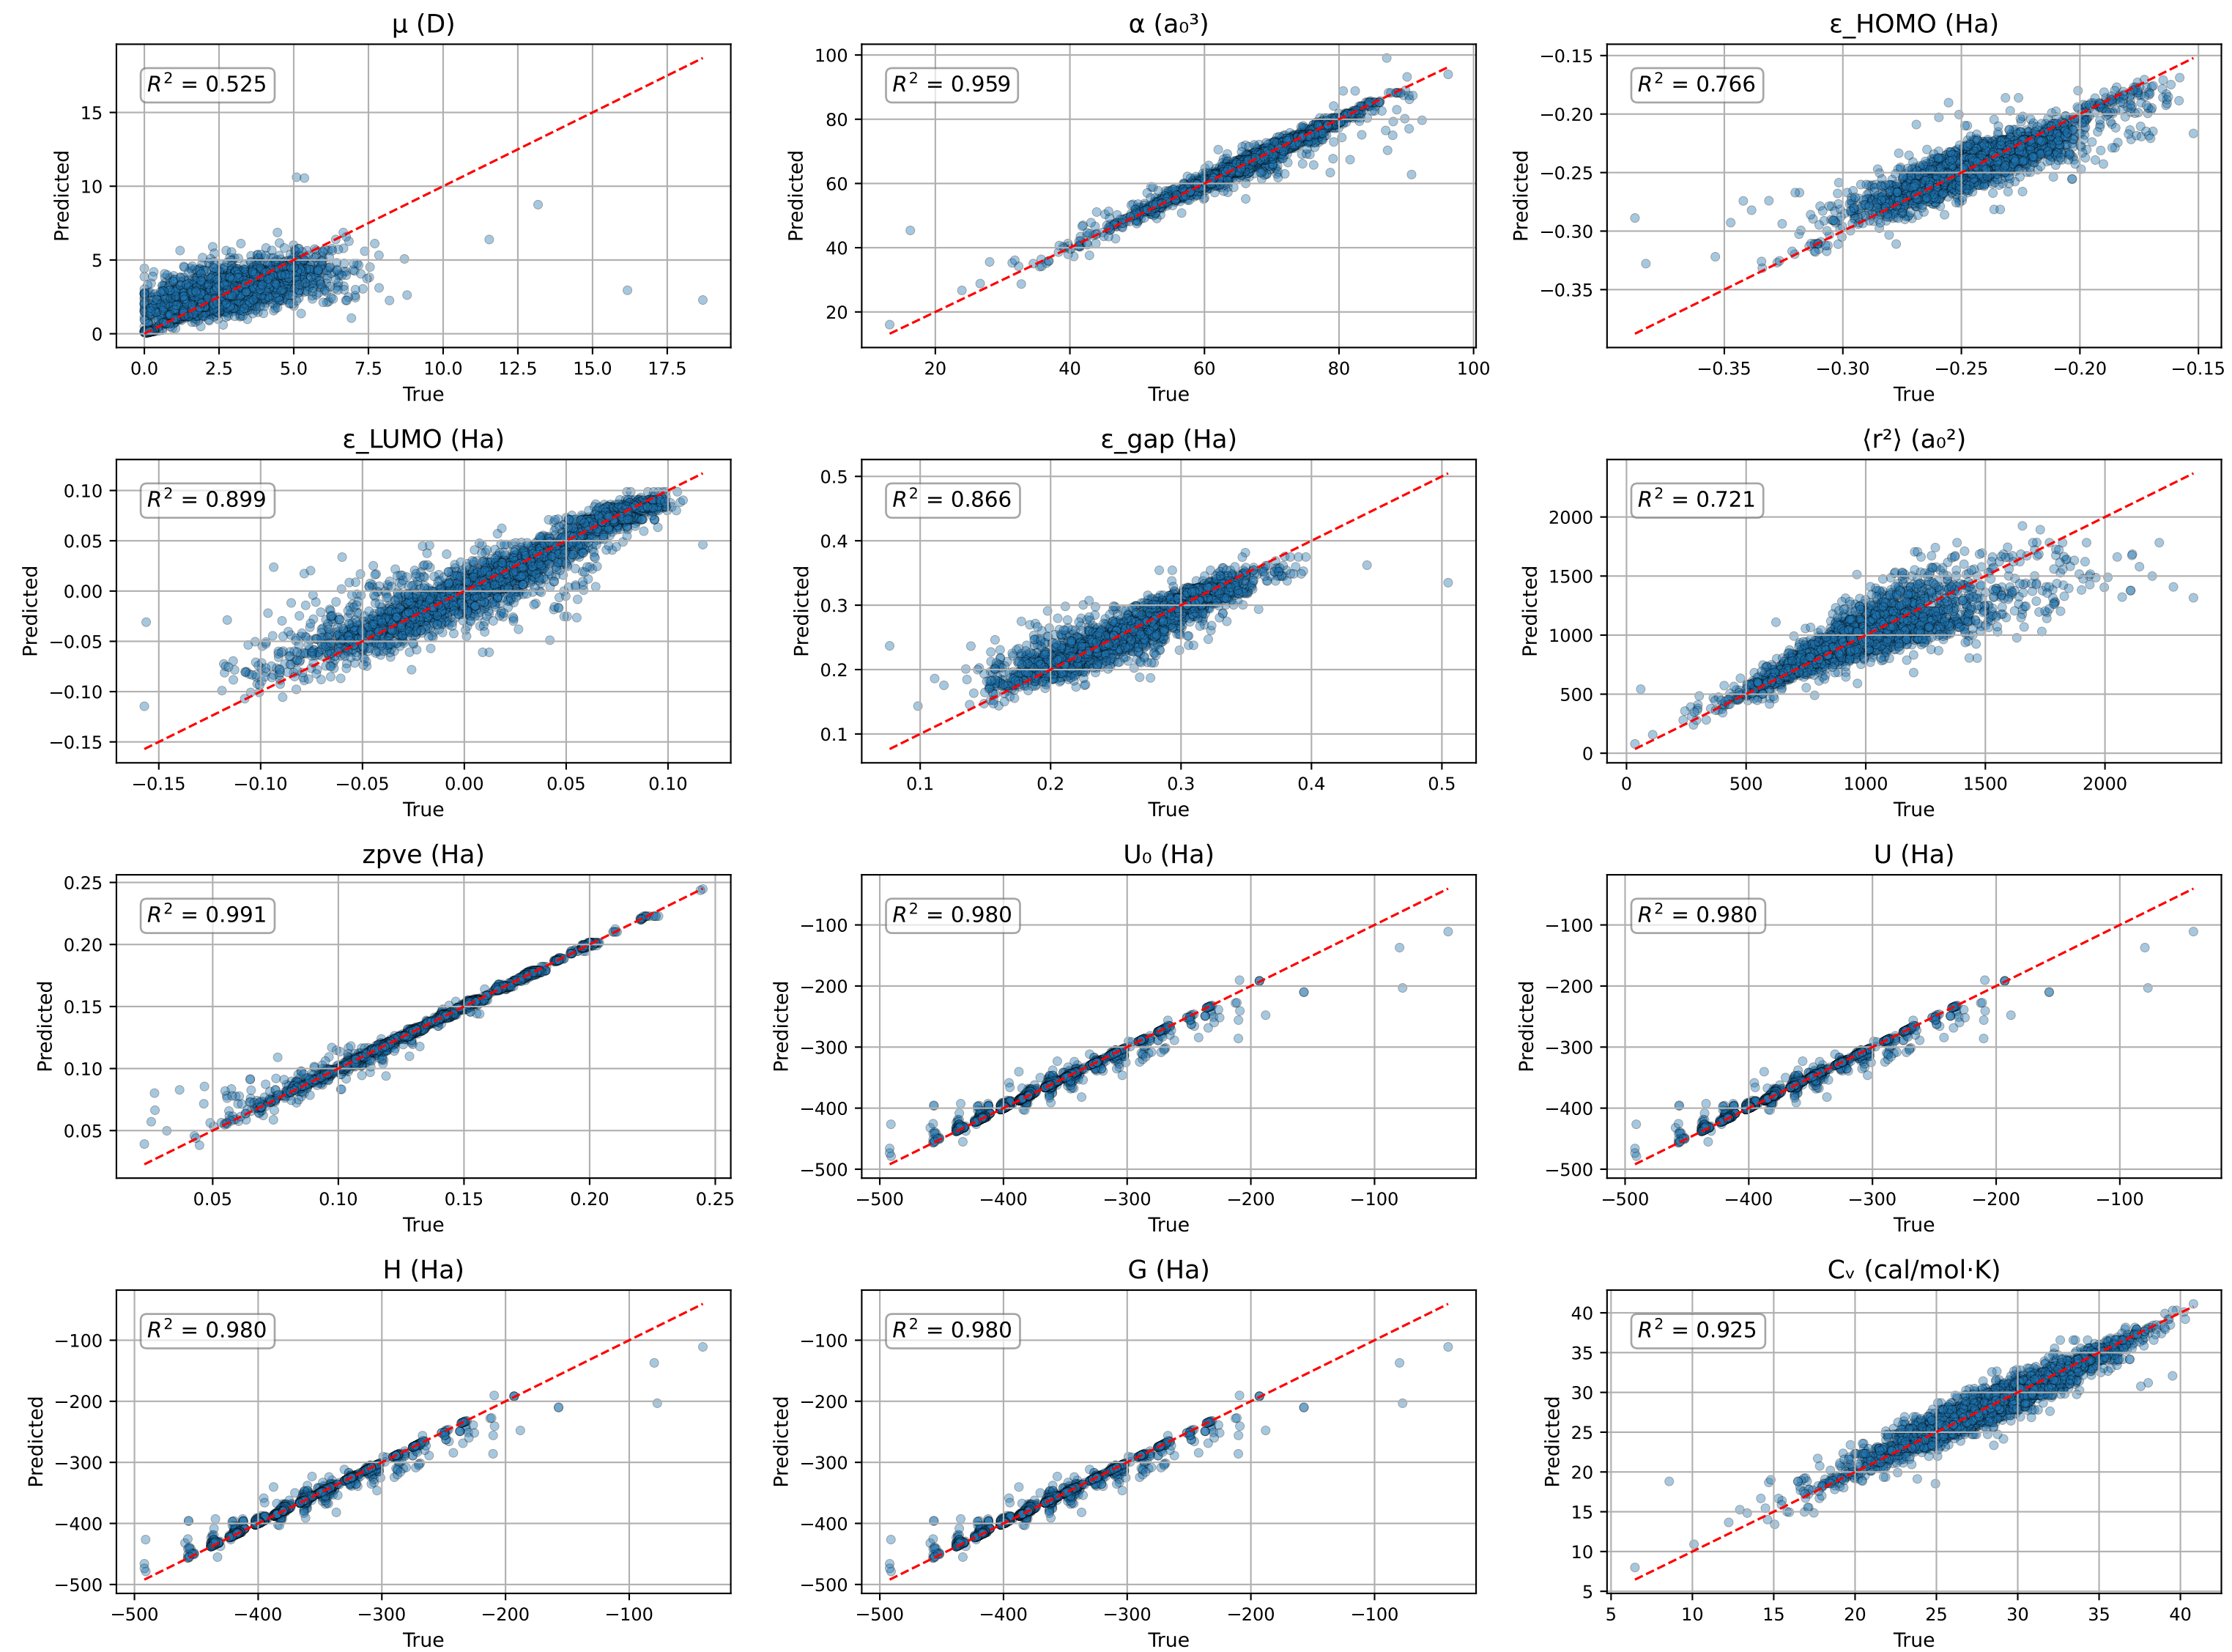 μ (D)
R² = 0.525
15
10
5
0
0.0 2.5 5.0 7.5 10.0 12.5 15.0 17.5
Predicted
True
α (a₀³)
R² = 0.959
100
80
60
40
20
20 40 60 80 100
Predicted
True
ε_HOMO (Ha)
R² = 0.766
−0.15
−0.20
−0.25
−0.30
−0.35
−0.35 −0.30 −0.25 −0.20 −0.15
Predicted
True
ε_LUMO (Ha)
R² = 0.899
0.10
0.05
0.00
−0.05
−0.10
−0.15
−0.15 −0.10 −0.05 0.00 0.05 0.10
Predicted
True
ε_gap (Ha)
R² = 0.866
0.5
0.4
0.3
0.2
0.1
0.1 0.2 0.3 0.4 0.5
Predicted
True
⟨r²⟩ (a₀²)
R² = 0.721
2000
1500
1000
500
0
0 500 1000 1500 2000
Predicted
True
zpve (Ha)
R² = 0.991
0.25
0.20
0.15
0.10
0.05
0.05 0.10 0.15 0.20 0.25
Predicted
True
U₀ (Ha)
R² = 0.980
−100
−200
−300
−400
−500
−500 −400 −300 −200 −100
Predicted
True
U (Ha)
R² = 0.980
−100
−200
−300
−400
−500
−500 −400 −300 −200 −100
Predicted
True
H (Ha)
R² = 0.980
−100
−200
−300
−400
−500
−500 −400 −300 −200 −100
Predicted
True
G (Ha)
R² = 0.980
−100
−200
−300
−400
−500
−500 −400 −300 −200 −100
Predicted
True
Cᵥ (cal/mol·K)
R² = 0.925
40
35
30
25
20
15
10
5
5 10 15 20 25 30 35 40
Predicted
True